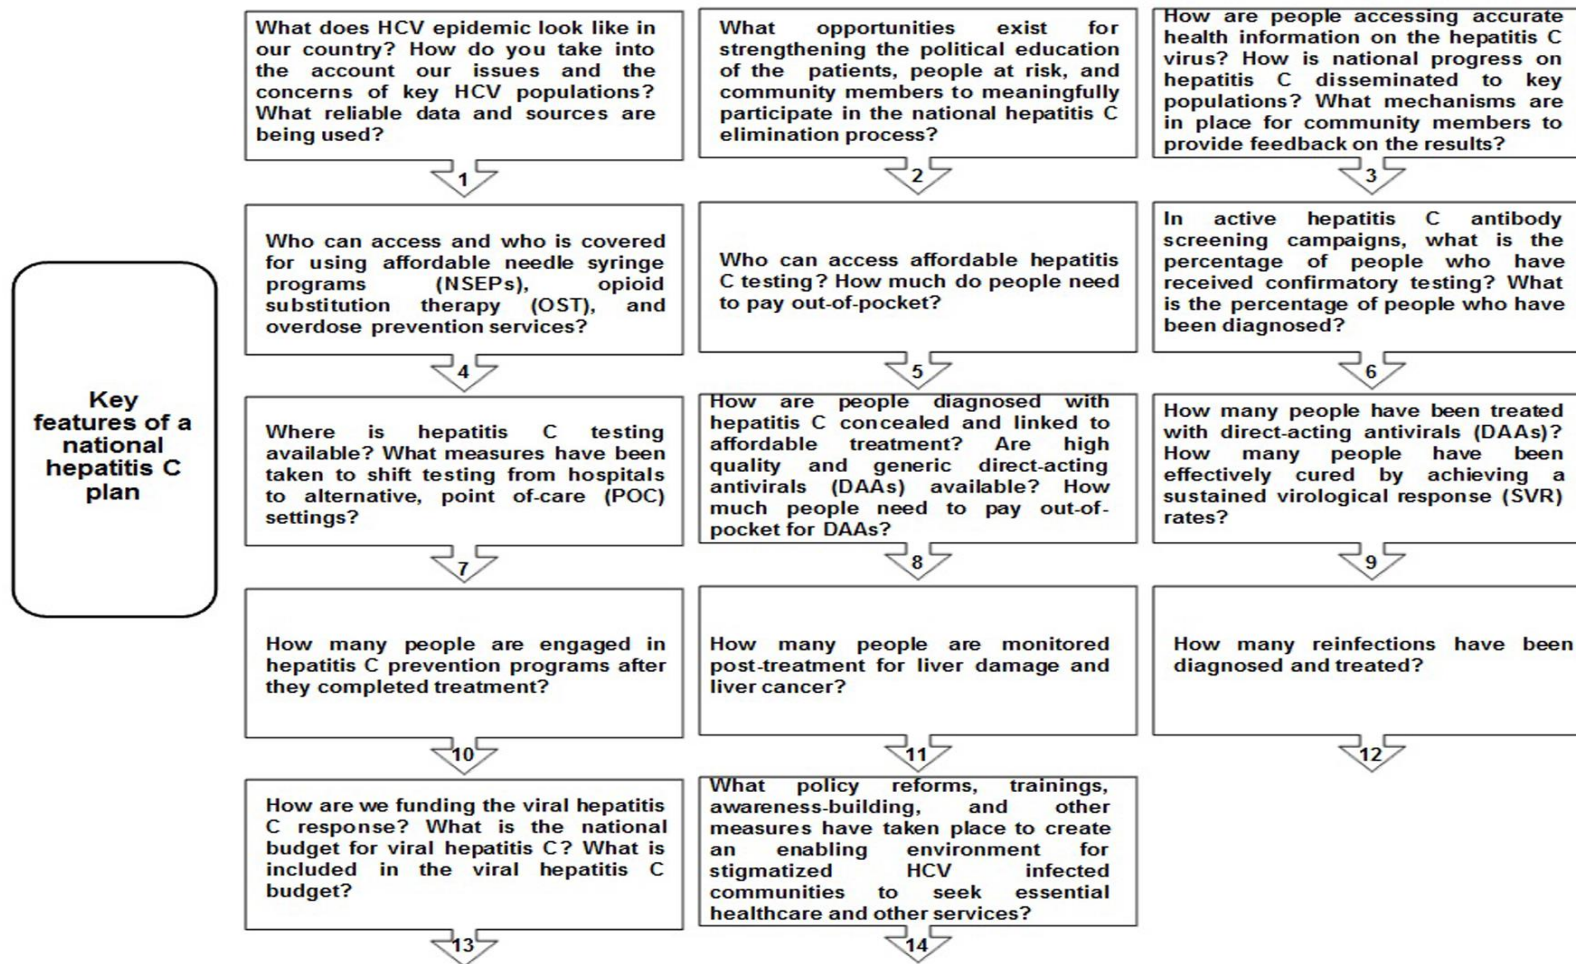 Key
features of a
national
hepatitis C
plan
What does HCV epidemic look like in
our country? How do you take into
the account our issues and the
concerns of key HCV populations?
What reliable data and sources are
being used?
1
What opportunities exist for
strengthening the political education
of the patients, people at risk, and
community members to meaningfully
participate in the national hepatitis C
elimination process?
2
How are people accessing accurate
health information on the hepatitis C
virus? How is national progress on
hepatitis C disseminated to key
populations? What mechanisms are
in place for community members to
provide feedback on the results?
3
Who can access and who is covered
for using affordable needle syringe
programs (NSEPs), opioid
substitution therapy (OST), and
overdose prevention services?
4
Who can access affordable hepatitis
C testing? How much do people need
to pay out-of-pocket?
5
In active hepatitis C antibody
screening campaigns, what is the
percentage of people who have
received confirmatory testing? What
is the percentage of people who have
been diagnosed?
6
Where is hepatitis C testing
available? What measures have been
taken to shift testing from hospitals
to alternative, point of-care (POC)
settings?
7
How are people diagnosed with
hepatitis C concealed and linked to
affordable treatment? Are high
quality and generic direct-acting
antivirals (DAAs) available? How
much people need to pay out-of-
pocket for DAAs?
8
How many people have been treated
with direct-acting antivirals (DAAs)?
How many people have been
effectively cured by achieving a
sustained virological response (SVR)
rates?
9
How many people are engaged in
hepatitis C prevention programs after
they completed treatment?
10
How many people are monitored
post-treatment for liver damage and
liver cancer?
11
How many reinfections have been
diagnosed and treated?
12
How are we funding the viral hepatitis
C response? What is the national
budget for viral hepatitis C? What is
included in the viral hepatitis C
budget?
13
What policy reforms, trainings,
awareness-building, and other
measures have taken place to create
an enabling environment for
stigmatized HCV infected
communities to seek essential
healthcare and other services?
14